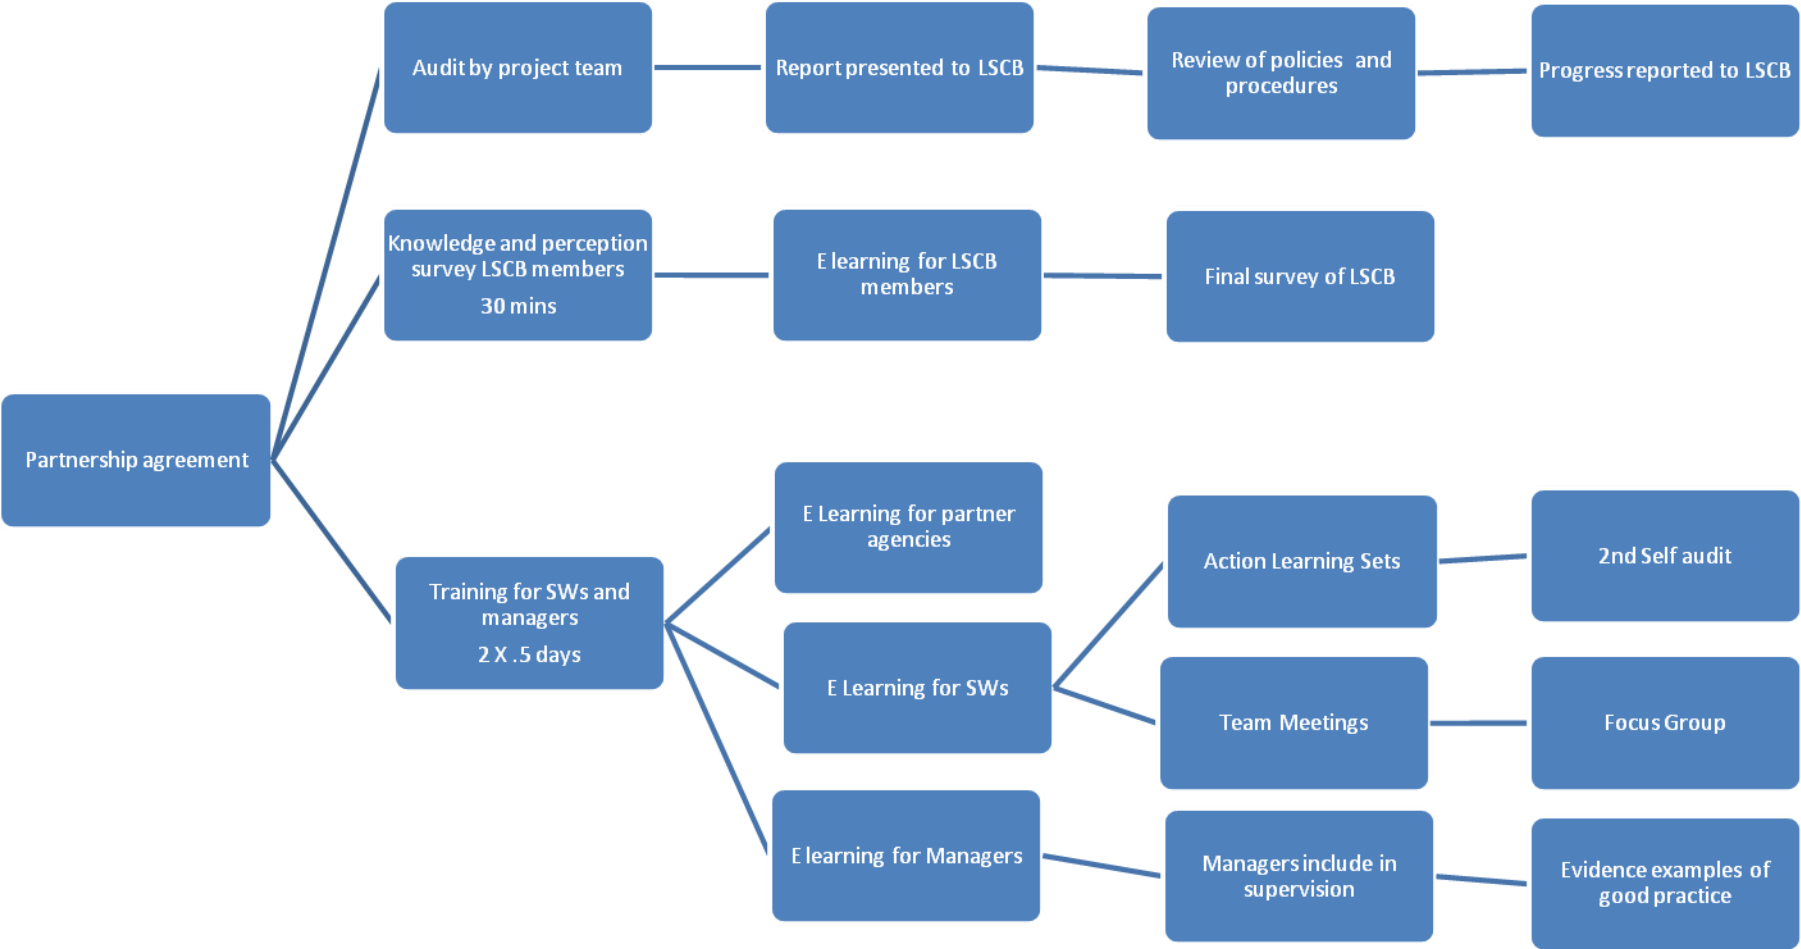 Audit by project team
Report presented to LSCB
Review of policies and
procedures
Progress reported to LSCB
Knowledge and perception
survey LSCB members
30 mins
E learning for LSCB
members
Final survey of LSCB
Partnership agreement
Training for SWs and
managers
2 X .5 days
E Learning for partner
agencies
E Learning for SWs
E learning for Managers
Action Learning Sets
2nd Self audit
Team Meetings
Focus Group
Managers include in
supervision
Evidence examples of
good practice